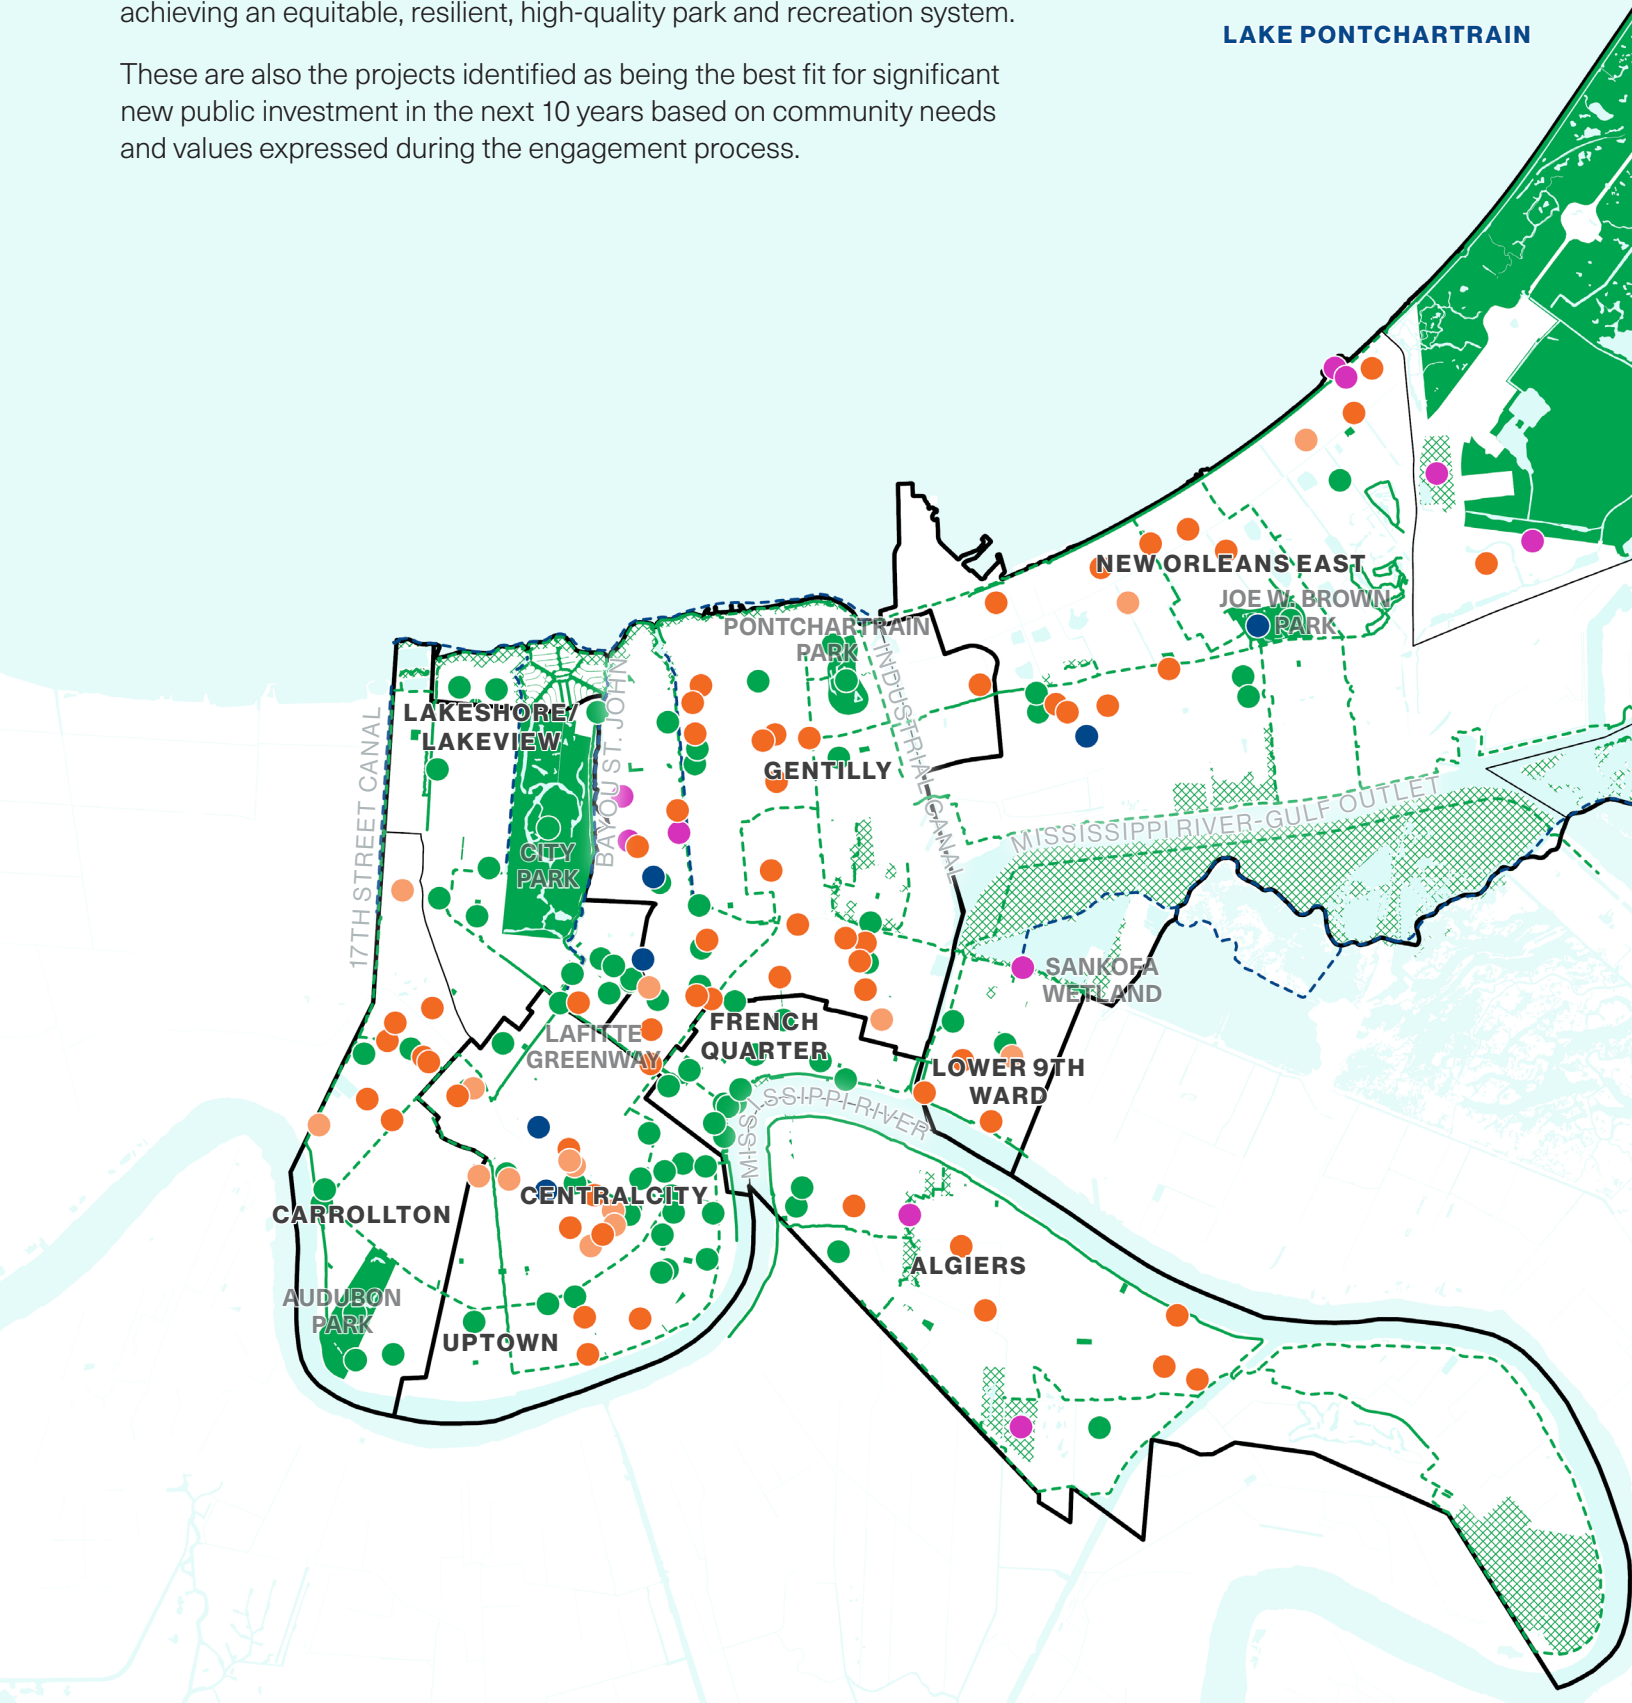 achieving an equitable, resilient, high-quality park and recreation system.
These are also the projects identified as being the best fit for significant
new public investment in the next 10 years based on community needs
and values expressed during the engagement process.
LAKE PONTCHARTRAIN
NEW ORLEANS EAST
JOE W. BROWN
PARK
PONTCHARTRAIN
PARK
INDUSTRIAL CANAL
LAKESHORE/
LAKEVIEW
BAYOU ST. JOHN
17TH STREET CANAL
GENTILLY
CITY
PARK
MISSISSIPPI RIVER-GULF OUTLET
SANKOFA
WETLAND
FRENCH
QUARTER
LAFITTE
GREENWAY
LOWER 9TH
WARD
MISSISSIPPI RIVER
CENTRAL CITY
CARROLLTON
ALGIERS
AUDUBON
PARK
UPTOWN